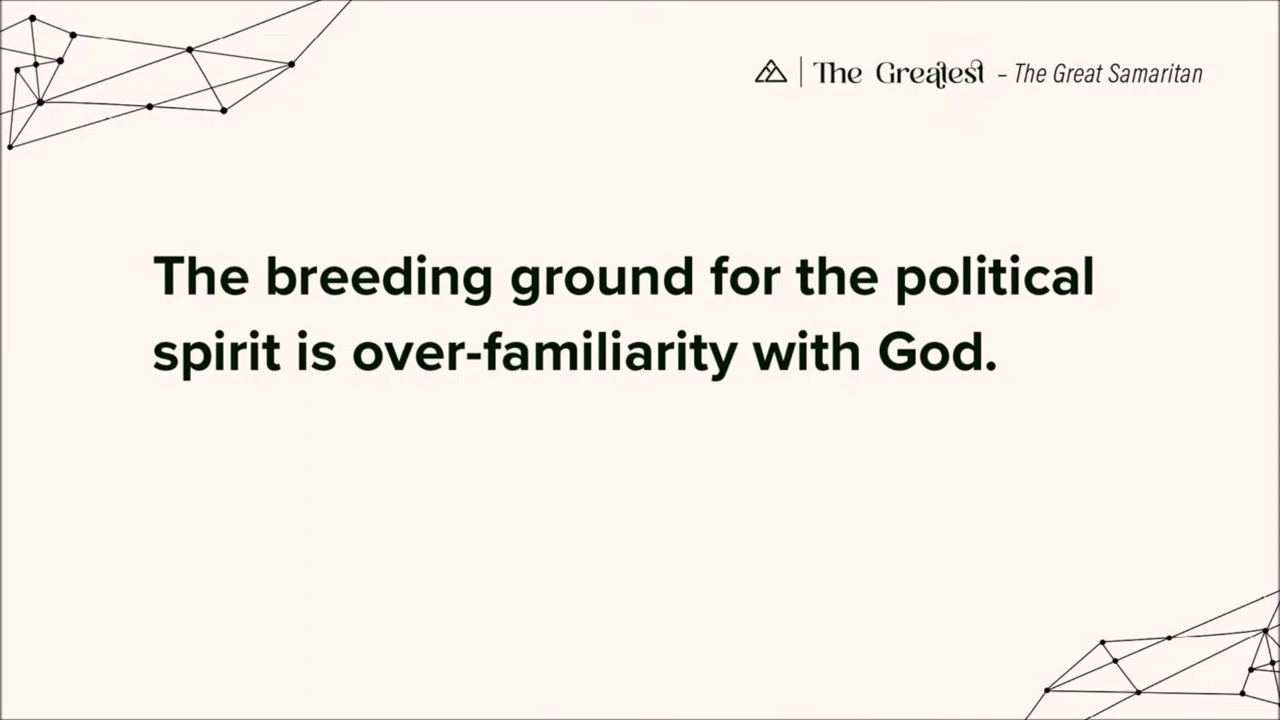 The Greatest – The Great Samaritan
The breeding ground for the political
spirit is over-familiarity with God.